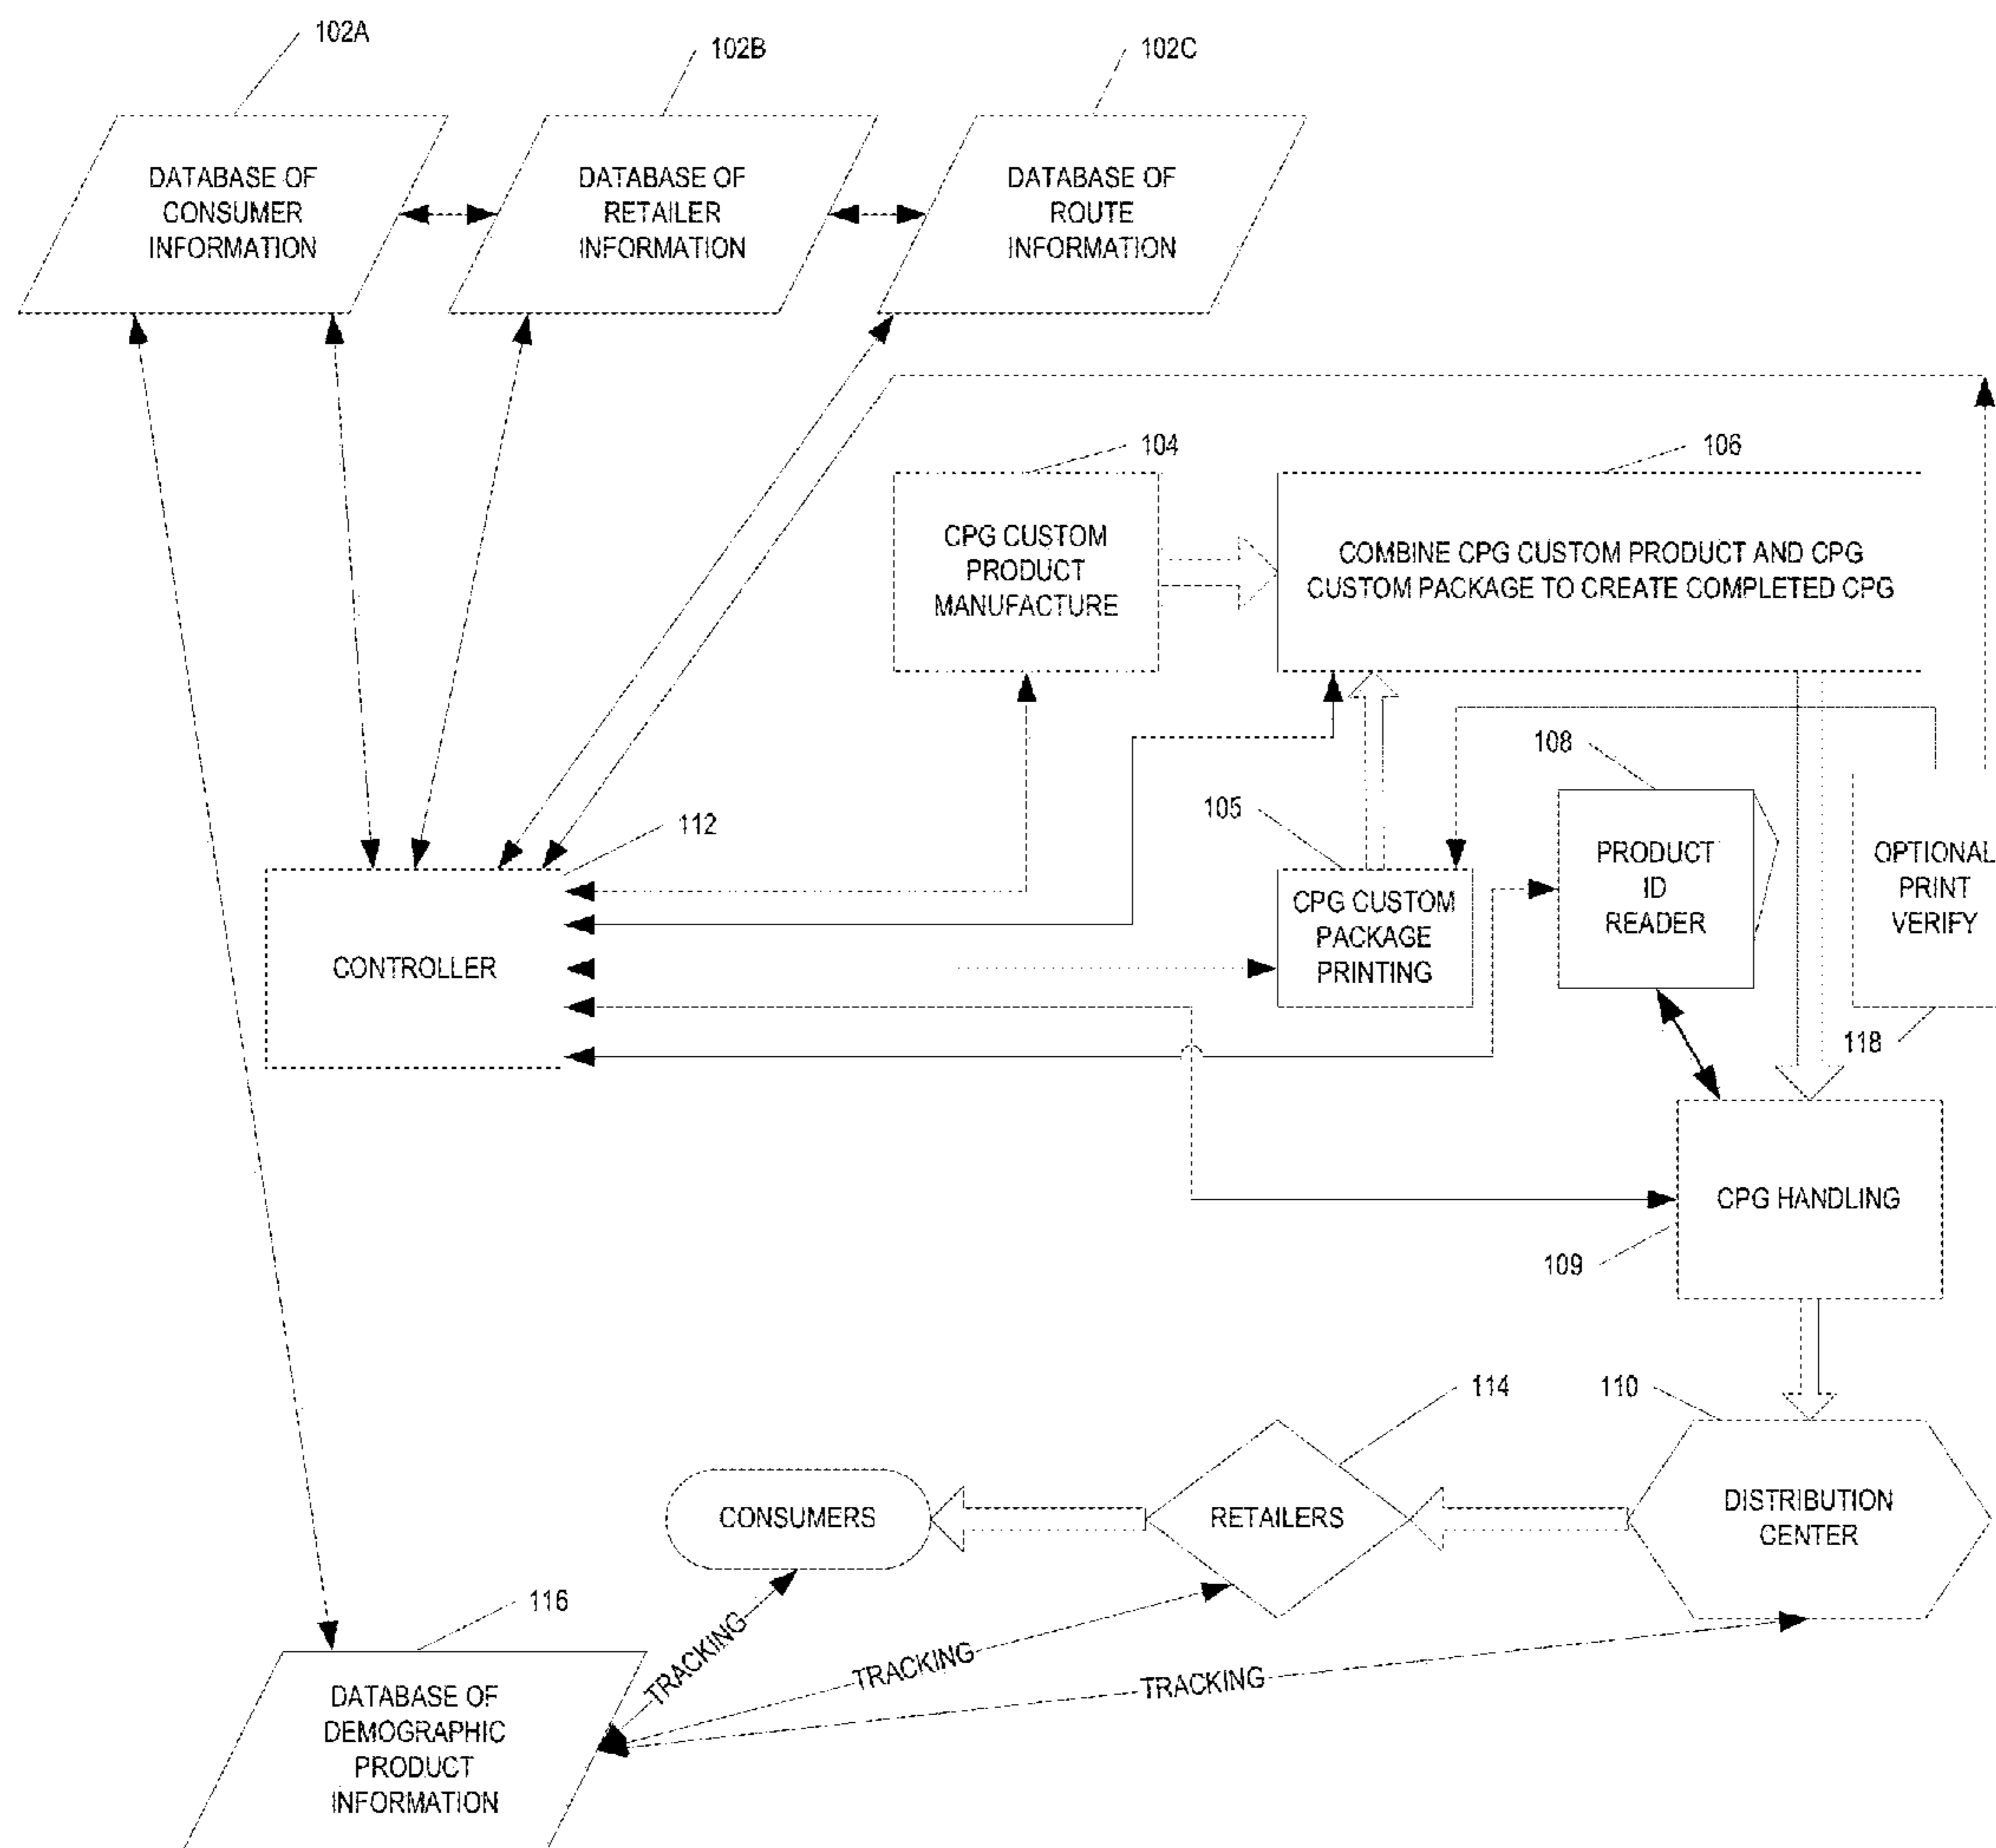 102A
102B
102C
DATABASE OF
CONSUMER
INFORMATION
DATABASE OF
RETAILER
INFORMATION
DATABASE OF
ROUTE
INFORMATION
104
106
CPG CUSTOM
PRODUCT
MANUFACTURE
COMBINE CPG CUSTOM PRODUCT AND CPG
CUSTOM PACKAGE TO CREATE COMPLETED CPG
108
105
112
PRODUCT
ID
READER
OPTIONAL
PRINT
VERIFY
CPG CUSTOM
PACKAGE
PRINTING
CONTROLLER
118
CPG HANDLING
109
114
110
CONSUMERS
RETAILERS
DISTRIBUTION
CENTER
116
TRACKING
TRACKING
TRACKING
DATABASE OF
DEMOGRAPHIC
PRODUCT
INFORMATION